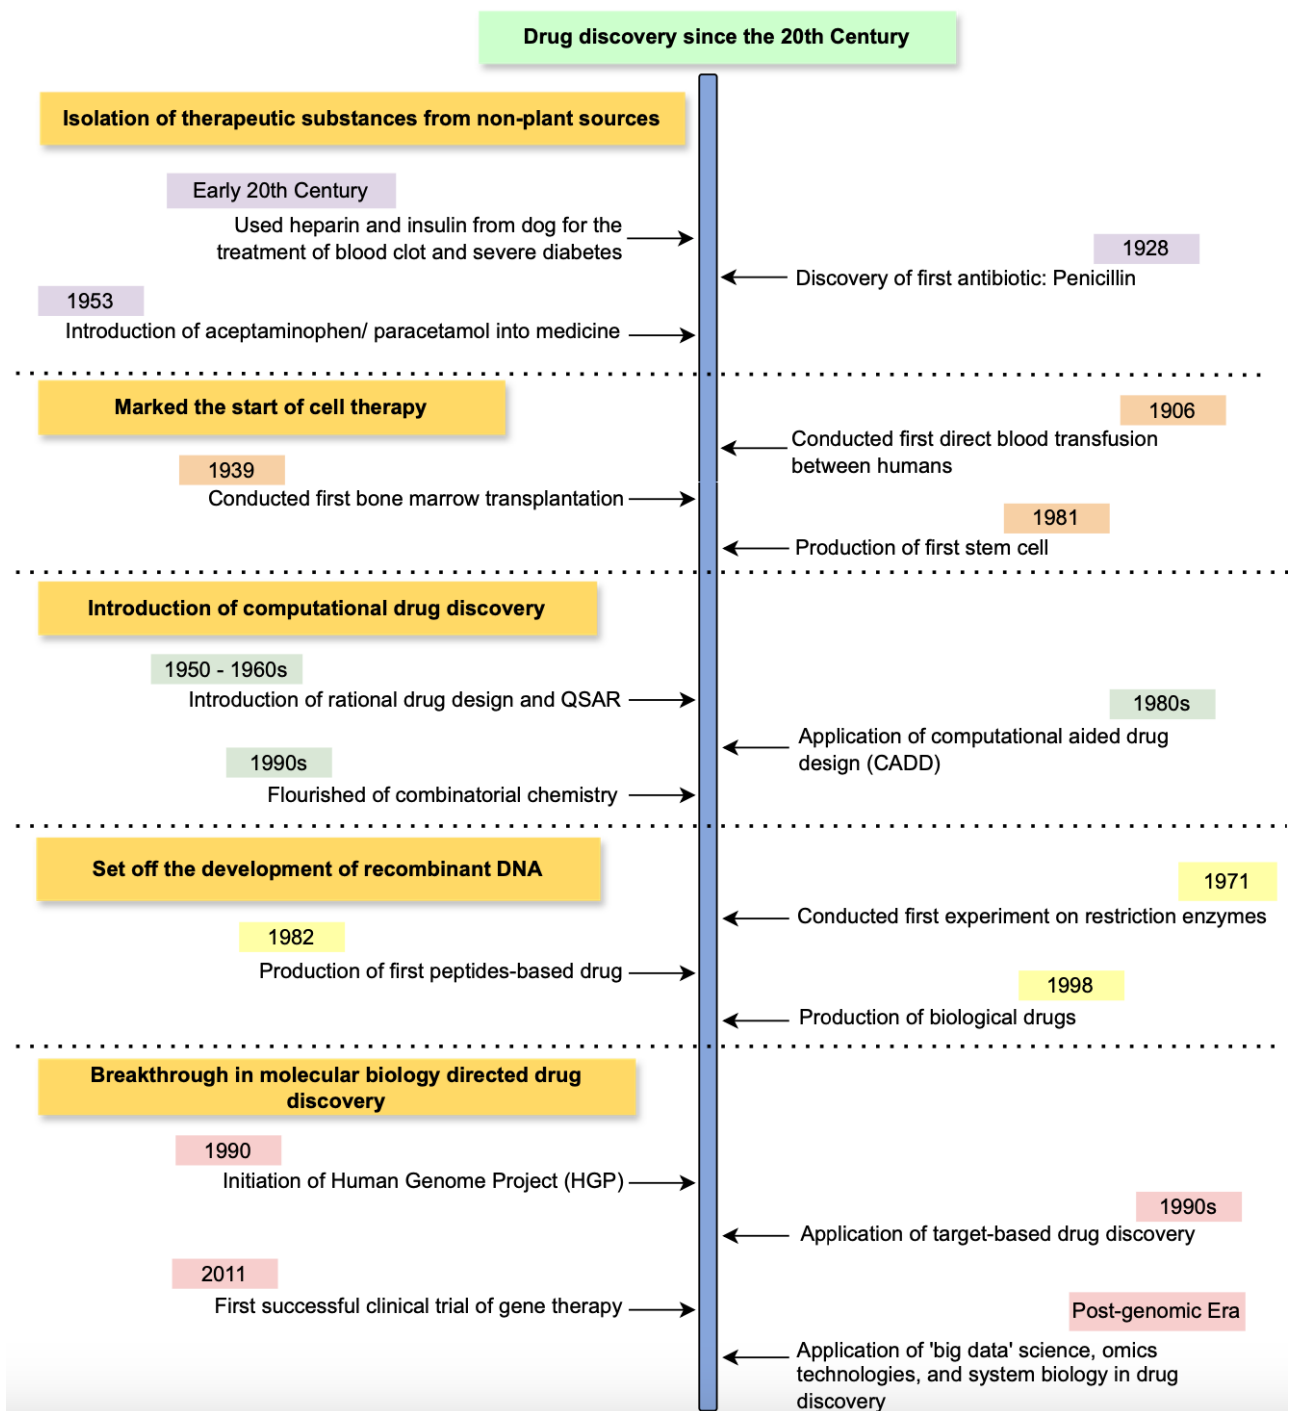 Drug discovery since the 20th Century
Isolation of therapeutic substances from non-plant sources
Early 20th Century
Used heparin and insulin from dog for the
treatment of blood clot and severe diabetes
1928
Discovery of first antibiotic: Penicillin
1953
Introduction of aceptaminophen/ paracetamol into medicine
Marked the start of cell therapy
1906
Conducted first direct blood transfusion
between humans
1939
Conducted first bone marrow transplantation
1981
Production of first stem cell
Introduction of computational drug discovery
1950 - 1960s
Introduction of rational drug design and QSAR
1980s
Application of computational aided drug
design (CADD)
1990s
Flourished of combinatorial chemistry
Set off the development of recombinant DNA
1971
Conducted first experiment on restriction enzymes
1982
Production of first peptides-based drug
1998
Production of biological drugs
Breakthrough in molecular biology directed drug
discovery
1990
Initiation of Human Genome Project (HGP)
1990s
Application of target-based drug discovery
2011
First successful clinical trial of gene therapy
Post-genomic Era
Application of 'big data' science, omics
technologies, and system biology in drug
discovery